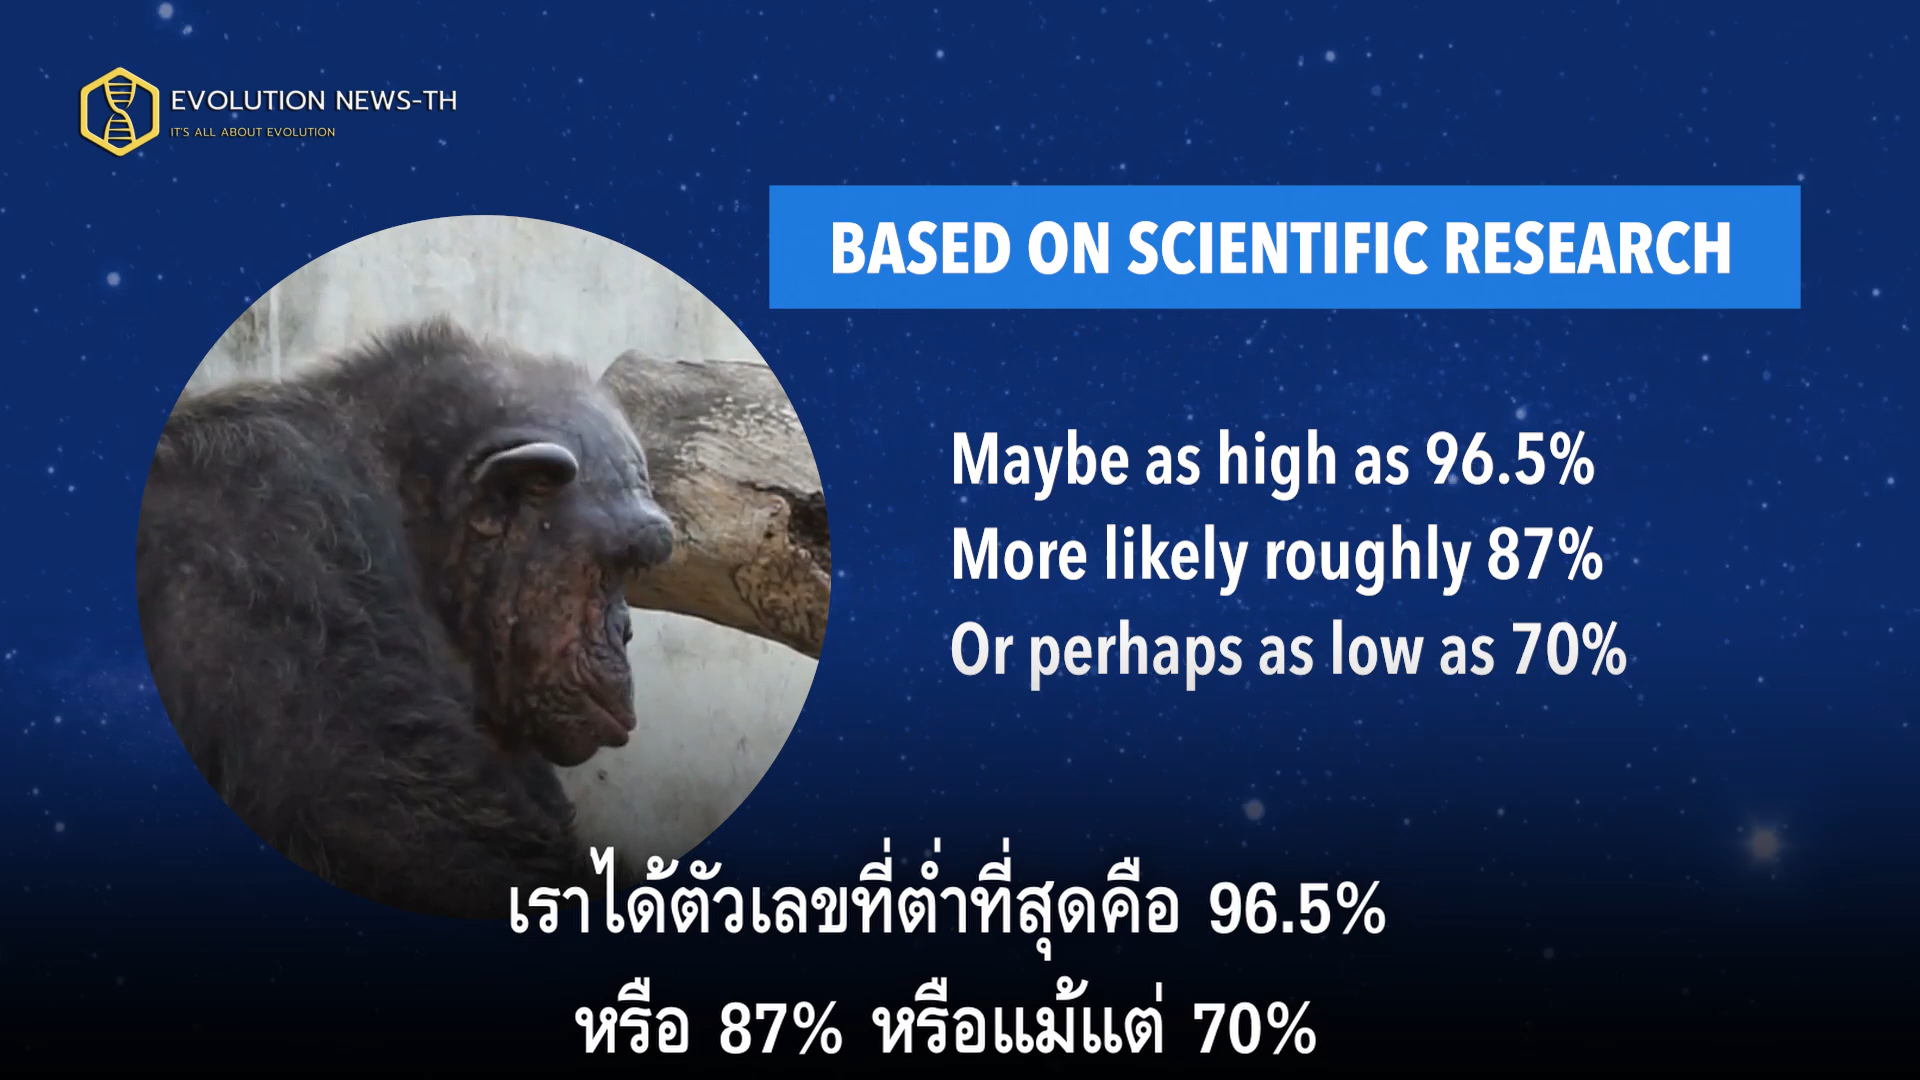 EVOLUTION NEWS-TH
IT'S ALL ABOUT EVOLUTION
BASED ON SCIENTIFIC RESEARCH
Maybe as high as 96.5%
More likely roughly 87%
Or perhaps as low as 70%
เราได้ตัวเลขที่ต่ำที่สุดคือ 96.5%
หรือ 87% หรือแม้แต่ 70%